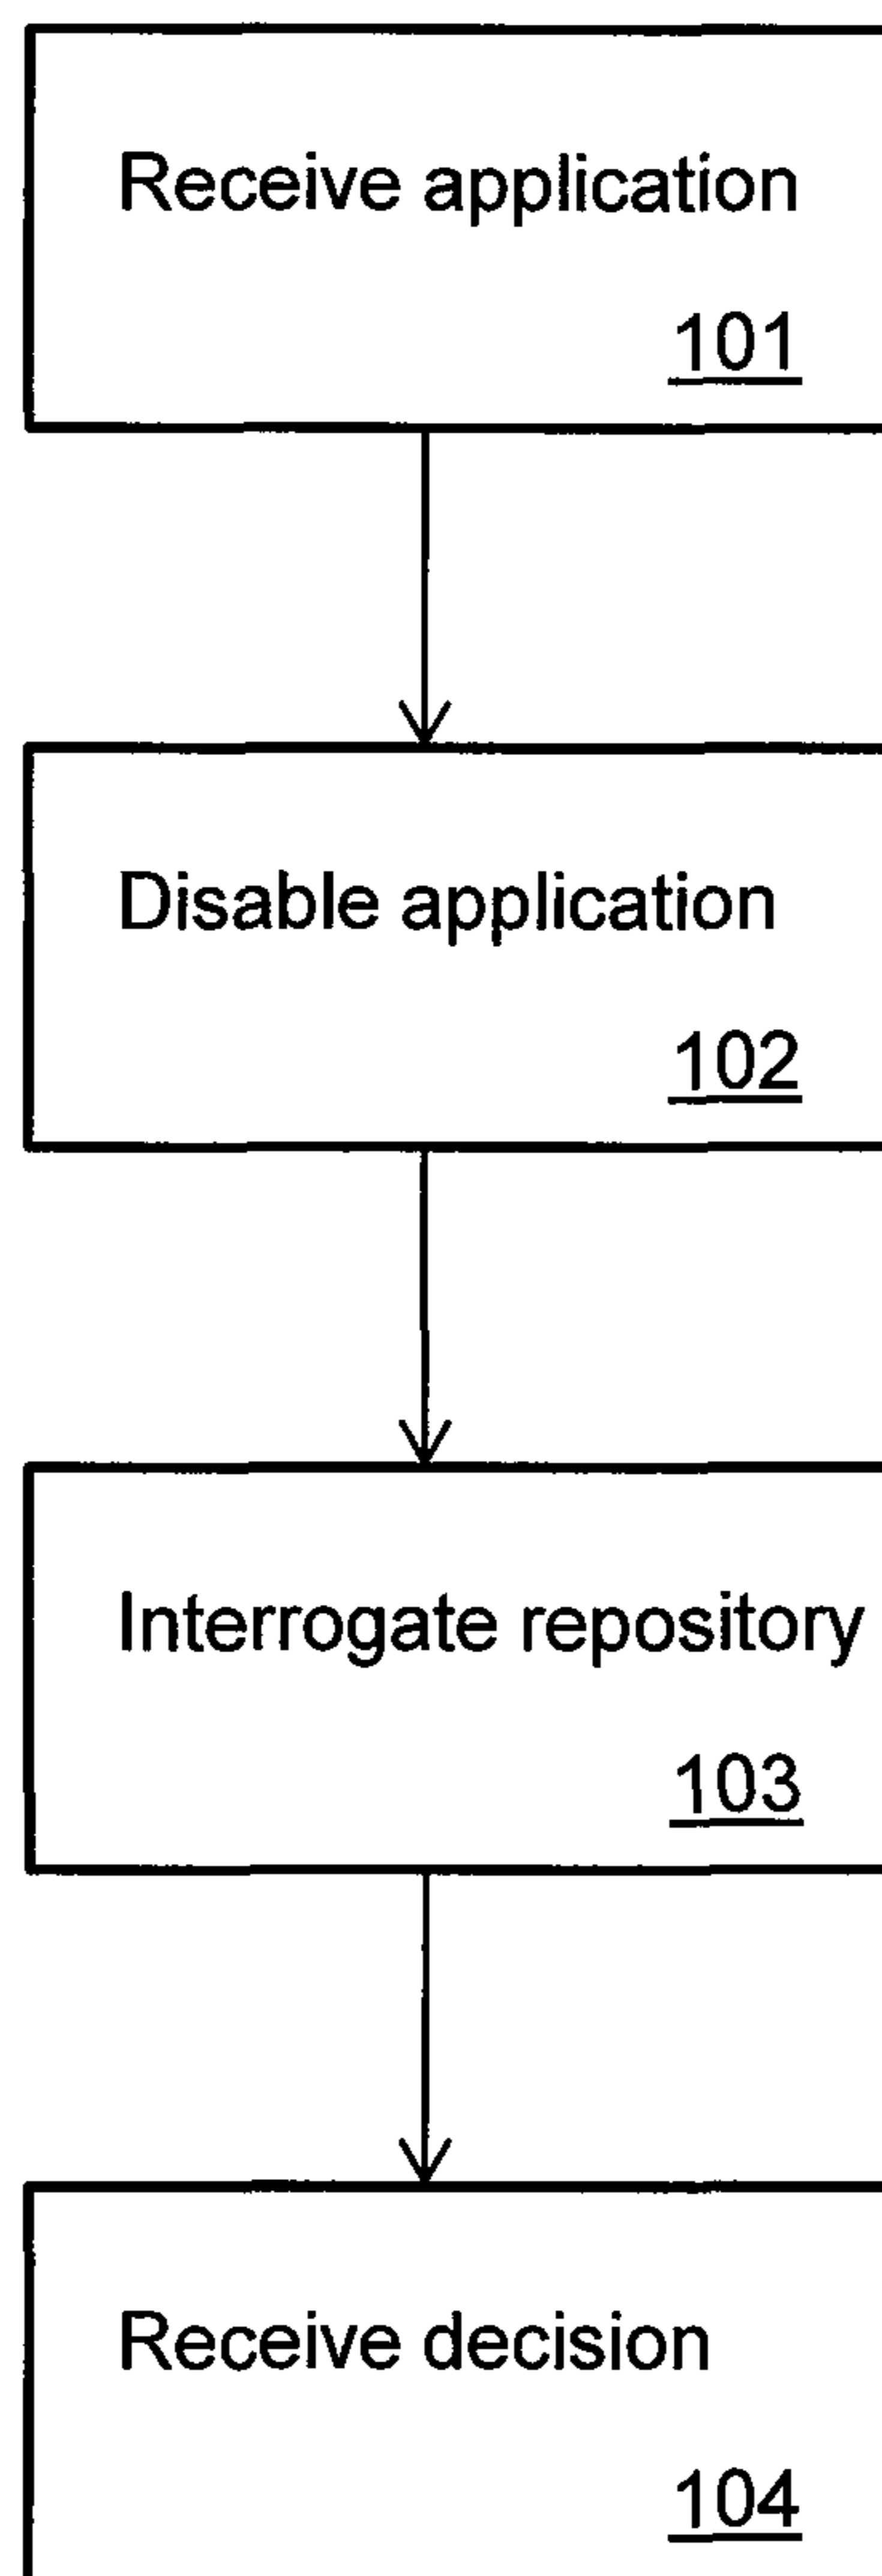 Receive application
101
Disable application
102
Interrogate repository
103
Receive decision
104